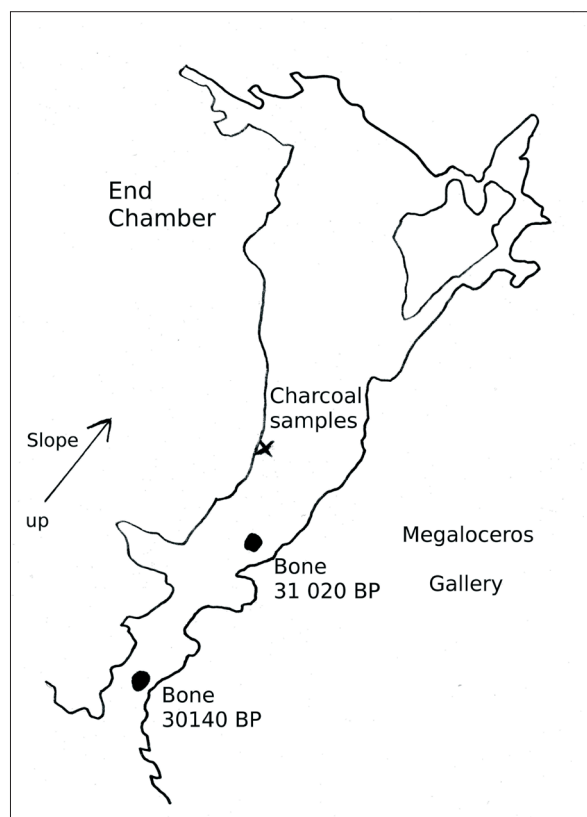 End
Chamber
Charcoal
samples
Slope
up
Megaloceros
Gallery
Bone
31 020 BP
Bone
30140 BP